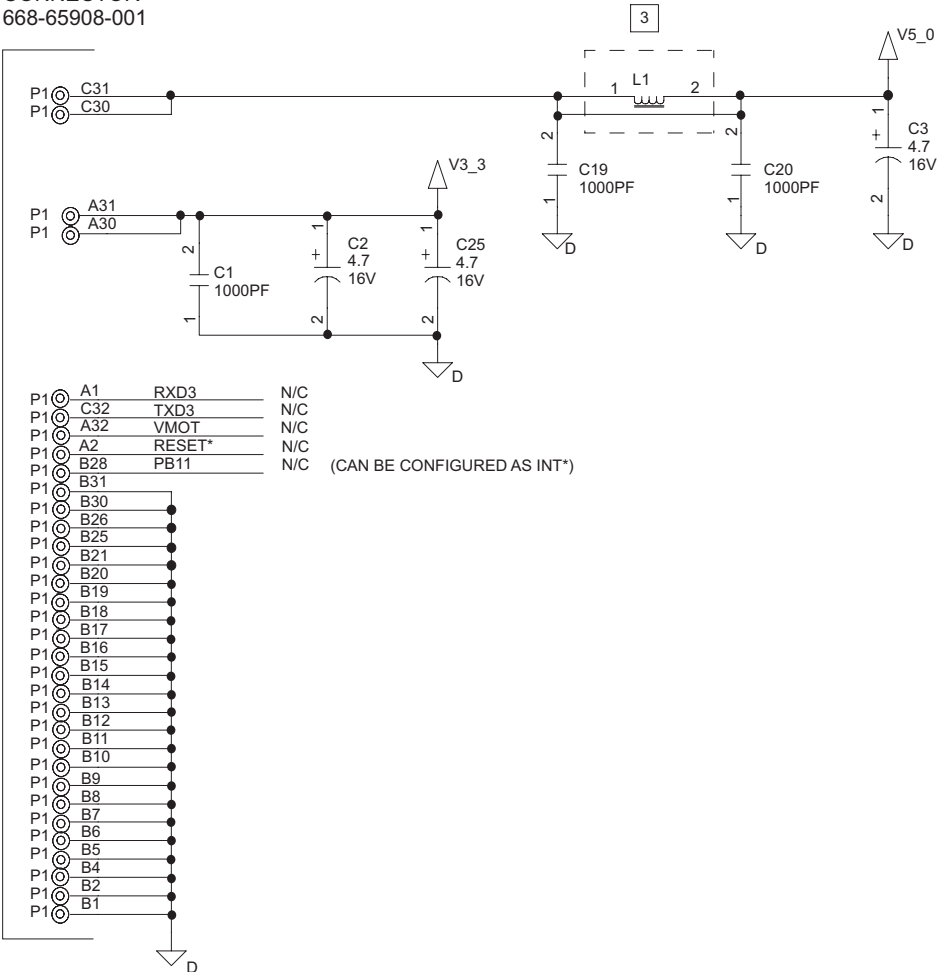 668-65908-001
3
V5_0
P1 C31
P1 C30
1 L1 2
2
C19
1000PF
1
D
2
C20
1000PF
1
D
1
+
C3
4.7
16V
2
D
V3_3
P1 A31
P1 A30
2
C1
1000PF
1
1
+
C2
4.7
16V
2
1
+
C25
4.7
16V
2
D
P1 A1 RXD3 N/C
P1 C32 TXD3 N/C
P1 A32 VMOT N/C
P1 A2 RESET* N/C
P1 B28 PB11 N/C (CAN BE CONFIGURED AS INT*)
P1 B31
P1 B30
P1 B26
P1 B25
P1 B21
P1 B20
P1 B19
P1 B18
P1 B17
P1 B16
P1 B15
P1 B14
P1 B13
P1 B12
P1 B11
P1 B10
P1 B9
P1 B8
P1 B7
P1 B6
P1 B5
P1 B4
P1 B2
P1 B1
D